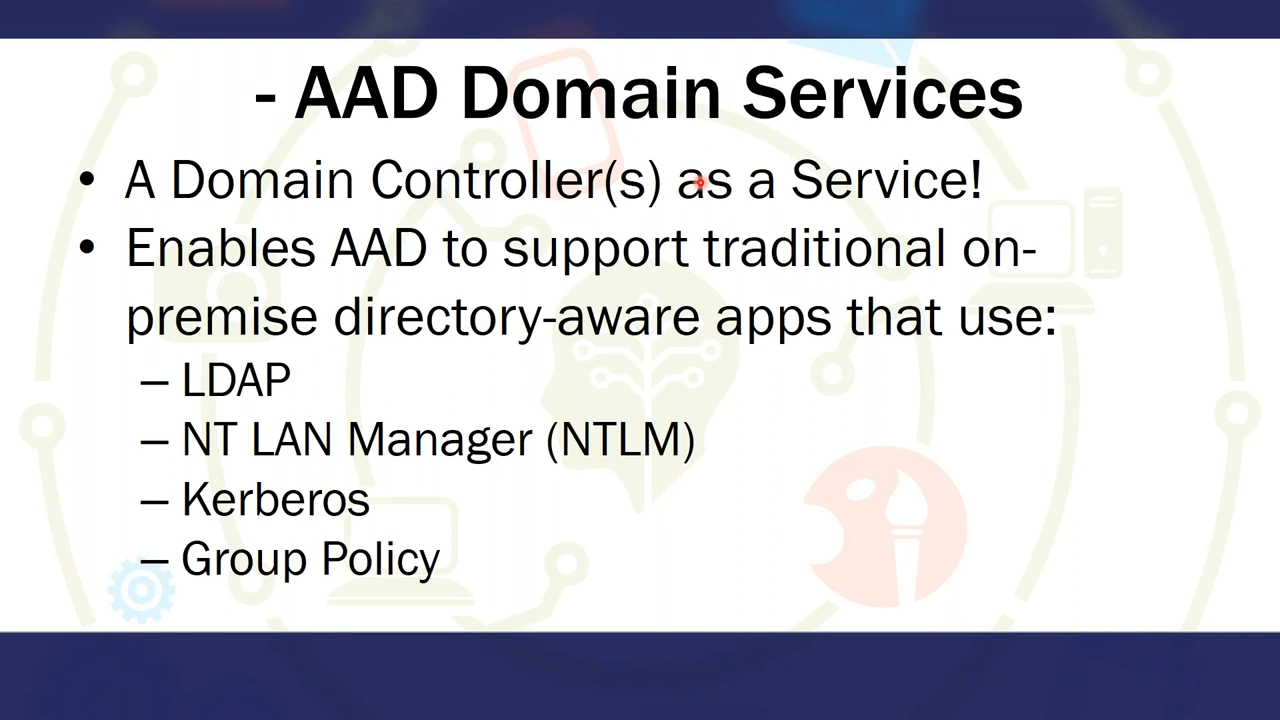 - AAD Domain Services
• A Domain Controller(s) as a Service!
• Enables AAD to support traditional on-
premise directory-aware apps that use:
– LDAP
– NT LAN Manager (NTLM)
– Kerberos
– Group Policy